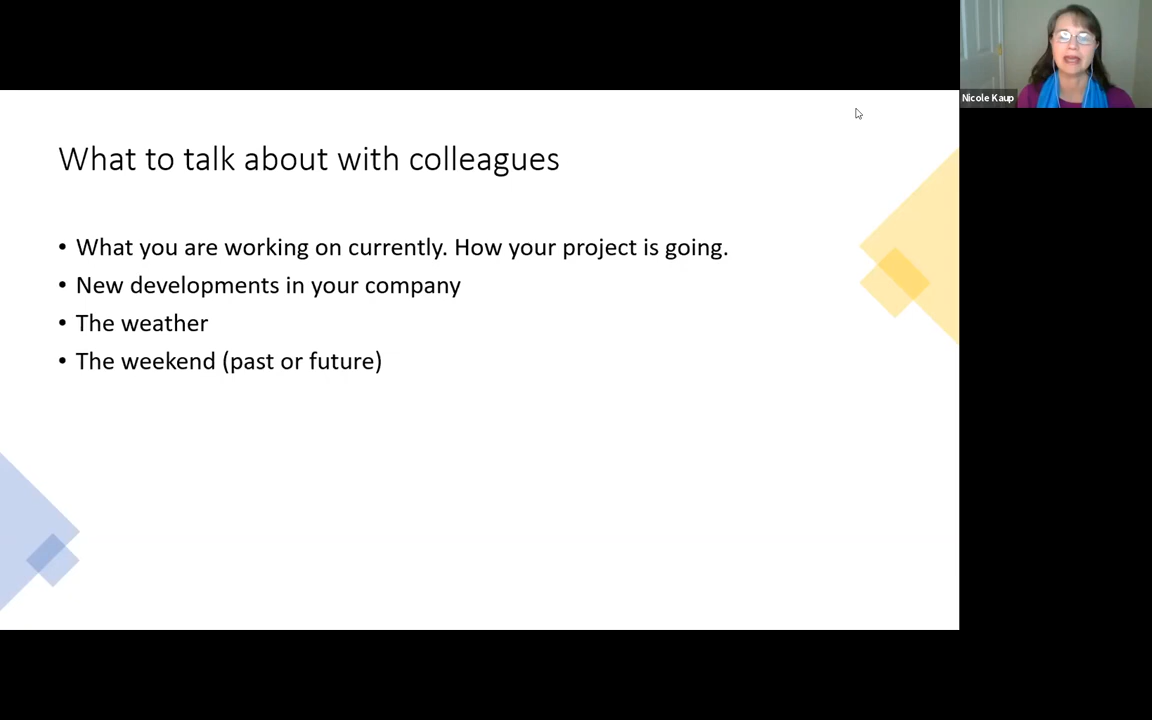 Nicole Kaup
What to talk about with colleagues
• What you are working on currently. How your project is going.
• New developments in your company
• The weather
• The weekend (past or future)